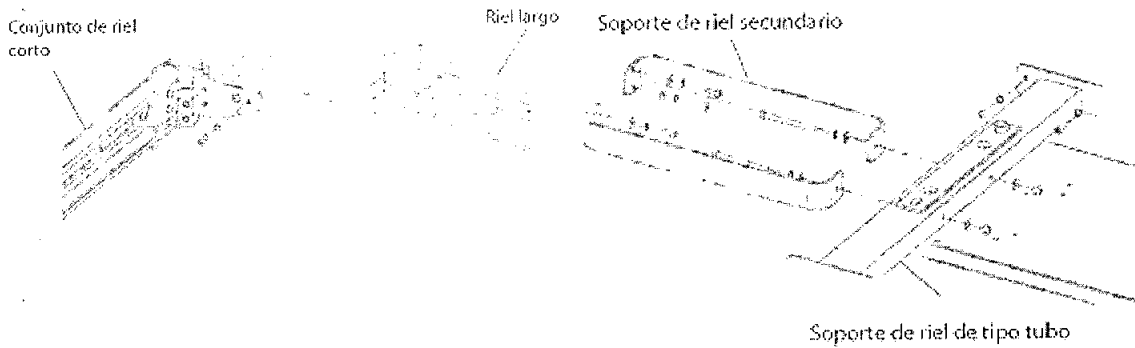 Conjunto de riel
corto
Riel largo
Soporte de riel secundario
Soporte de riel de tipo tubo